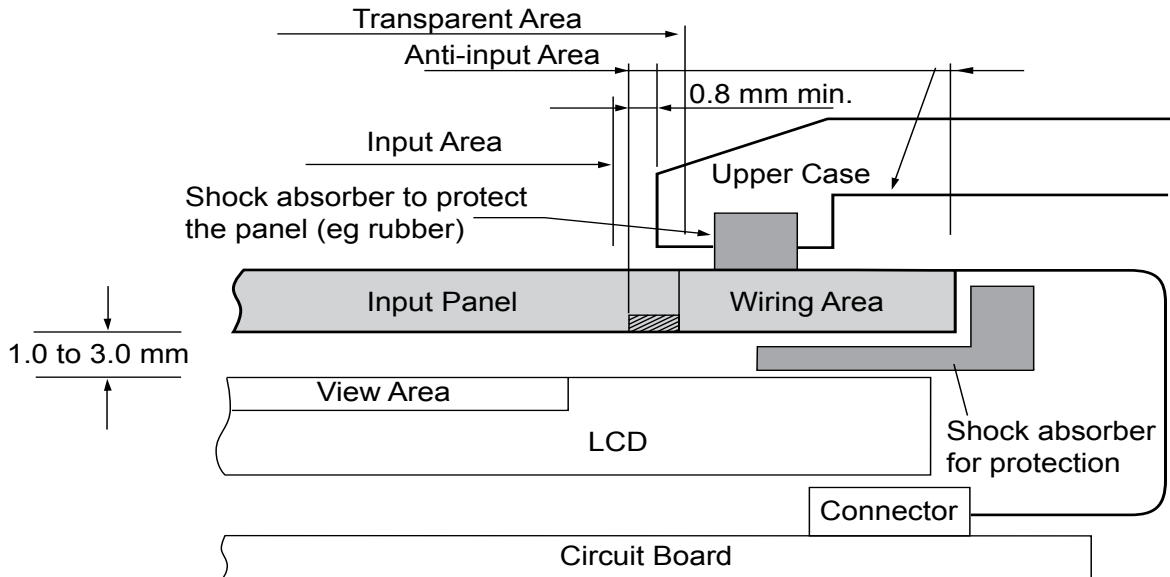 Transparent Area
Anti-input Area
0.8 mm min.
Input Area
Upper Case
Shock absorber to protect
the panel (eg rubber)
Input Panel
Wiring Area
1.0 to 3.0 mm
View Area
LCD
Shock absorber
for protection
Connector
Circuit Board